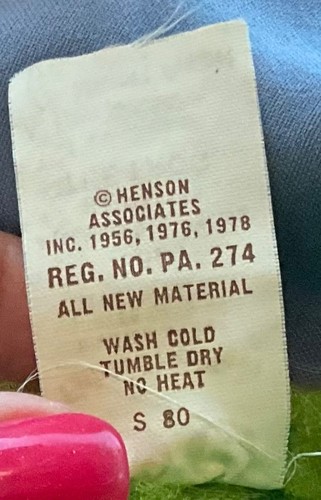 © HENSON
ASSOCIATES
INC. 1956, 1976, 1978
REG. NO. PA. 274
ALL NEW MATERIAL
WASH COLD
TUMBLE DRY
NO HEAT
S 80